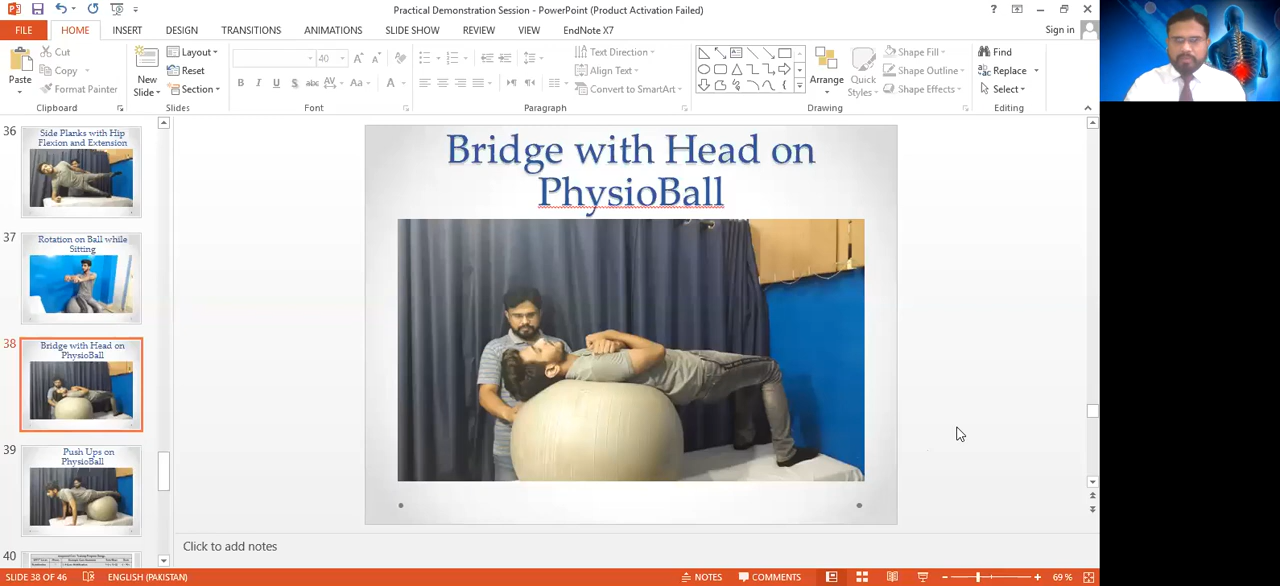 Practical Demonstration Session - PowerPoint (Product Activation Failed)
FILE HOME INSERT DESIGN TRANSITIONS ANIMATIONS SLIDE SHOW REVIEW VIEW EndNote X7 Sign in
Paste
Cut
Copy
Format Painter
Clipboard
New
Slide
Layout
Reset
Section
Slides
40
B I U S abc AV Aa A
Font
Text Direction
Align Text
Convert to SmartArt
Paragraph
Arrange
Quick
Styles
Shape Fill
Shape Outline
Shape Effects
Drawing
Find
Replace
Select
Editing
36
Side Planks with Hip
Flexion and Extension
37
Rotation on Ball while
Sitting
38
Bridge with Head on
PhysioBall
39
Push Ups on
PhysioBall
40
Bridge with Head on
PhysioBall
Click to add notes
SLIDE 38 OF 46 ENGLISH (PAKISTAN) NOTES COMMENTS 69 %